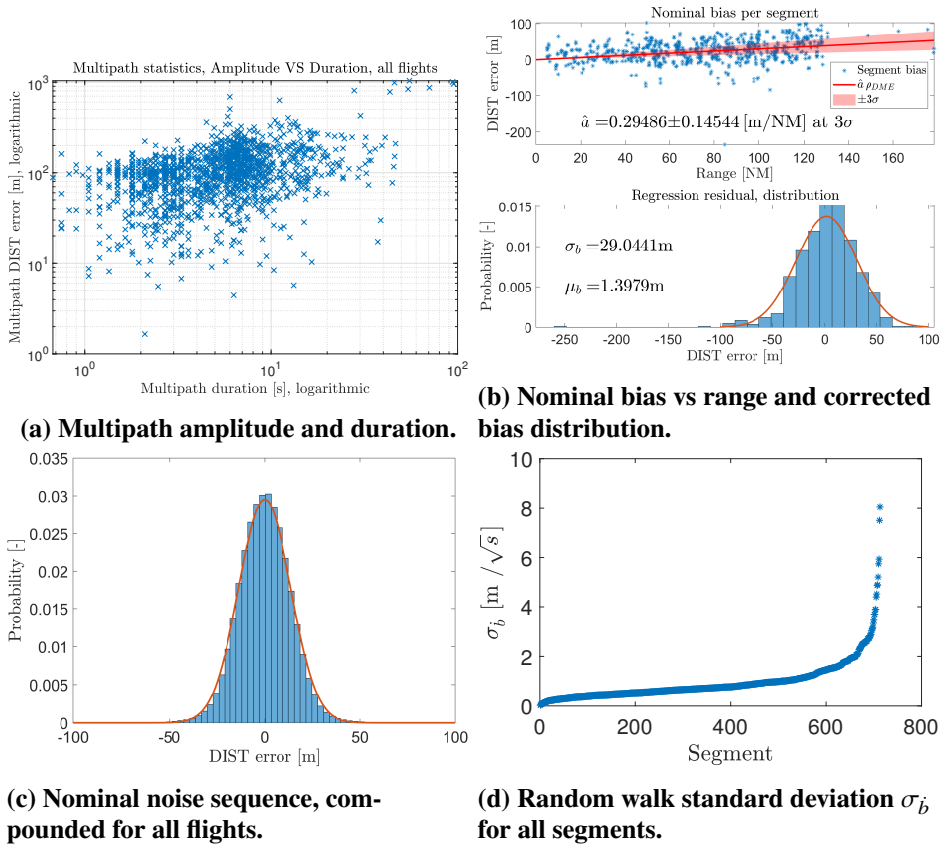 Multipath statistics, Amplitude VS Duration, all flights
Multipath DIST error [m], logarithmic
10³
10²
10¹
10⁰
10⁰
10¹
10²
Multipath duration [s], logarithmic
(a) Multipath amplitude and duration.
Nominal bias per segment
DIST error [m]
100
0
-100
-200
Segment bias
â ρ_DME
±3σ
â =0.29486±0.14544 [m/NM] at 3σ
0 20 40 60 80 100 120 140 160
Range [NM]
Regression residual, distribution
Probability [-]
0.015
0.01
0.005
0
σ_b =29.0441m
μ_b =1.3979m
-250 -200 -150 -100 -50 0 50 100
DIST error [m]
(b) Nominal bias vs range and corrected
bias distribution.
Probability [-]
0.035
0.03
0.025
0.02
0.015
0.01
0.005
0
-100 -50 0 50 100
DIST error [m]
(c) Nominal noise sequence, com-
pounded for all flights.
σ_ḃ [m /√s ]
10
8
6
4
2
0
0 200 400 600 800
Segment
(d) Random walk standard deviation σ_ḃ
for all segments.